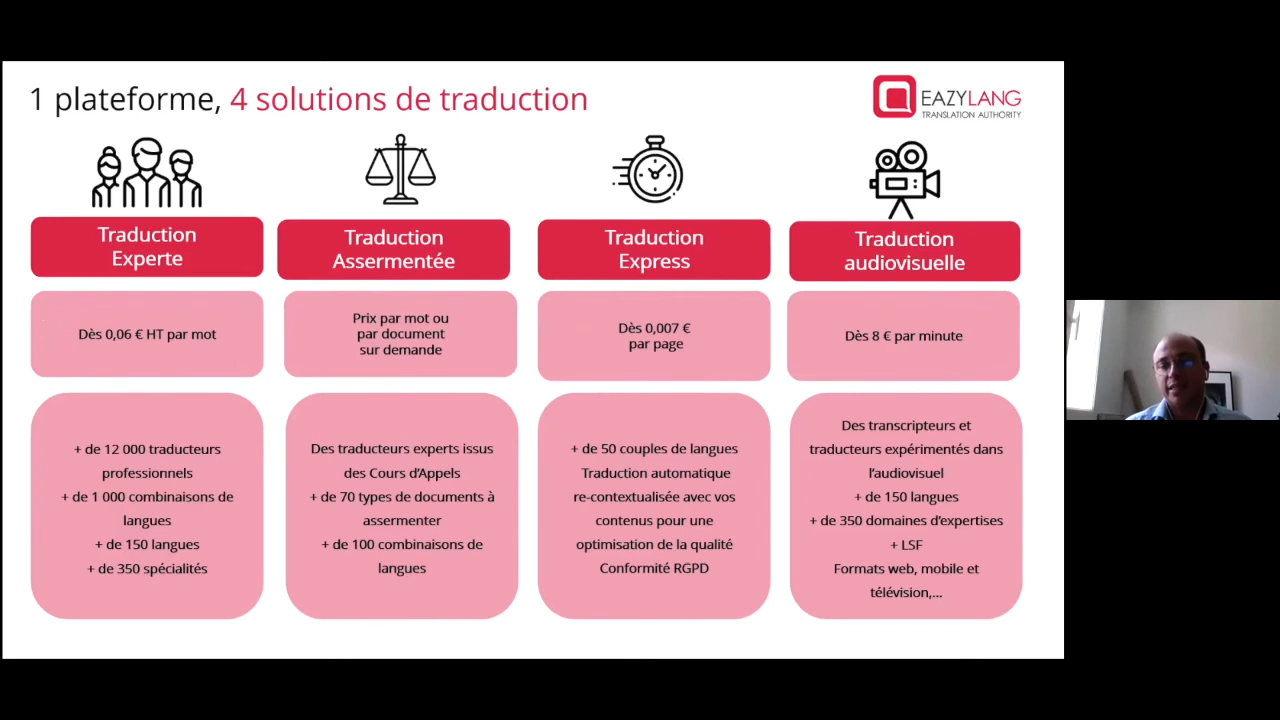 1 plateforme, 4 solutions de traduction
EAZYLANG
TRANSLATION AUTHORITY
Traduction
Experte
Dès 0,06 € HT par mot
+ de 12 000 traducteurs
professionnels
+ de 1 000 combinaisons de
langues
+ de 150 langues
+ de 350 spécialités
Traduction
Assermentée
Prix par mot ou
par document
sur demande
Des traducteurs experts issus
des Cours d'Appels
+ de 70 types de documents à
assermenter
+ de 100 combinaisons de
langues
Traduction
Express
Dès 0,007 €
par page
+ de 50 couples de langues
Traduction automatique
re-contextualisée avec vos
contenus pour une
optimisation de la qualité
Conformité RGPD
Traduction
audiovisuelle
Dès 8 € par minute
Des transcripteurs et
traducteurs expérimentés dans
l'audiovisuel
+ de 150 langues
+ de 350 domaines d'expertises
+ LSF
Formats web, mobile et
télévision,...